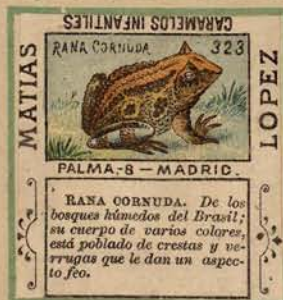 CARAMELOS INFANTILES
MATIAS
LOPEZ
RANA CORNUDA 323
PALMA,-8-MADRID.
RANA CORNUDA. De los
bosques húmedos del Brasil;
su cuerpo de varios colores,
está poblado de crestas y ve-
rrugas que le dan un aspec-
to feo.